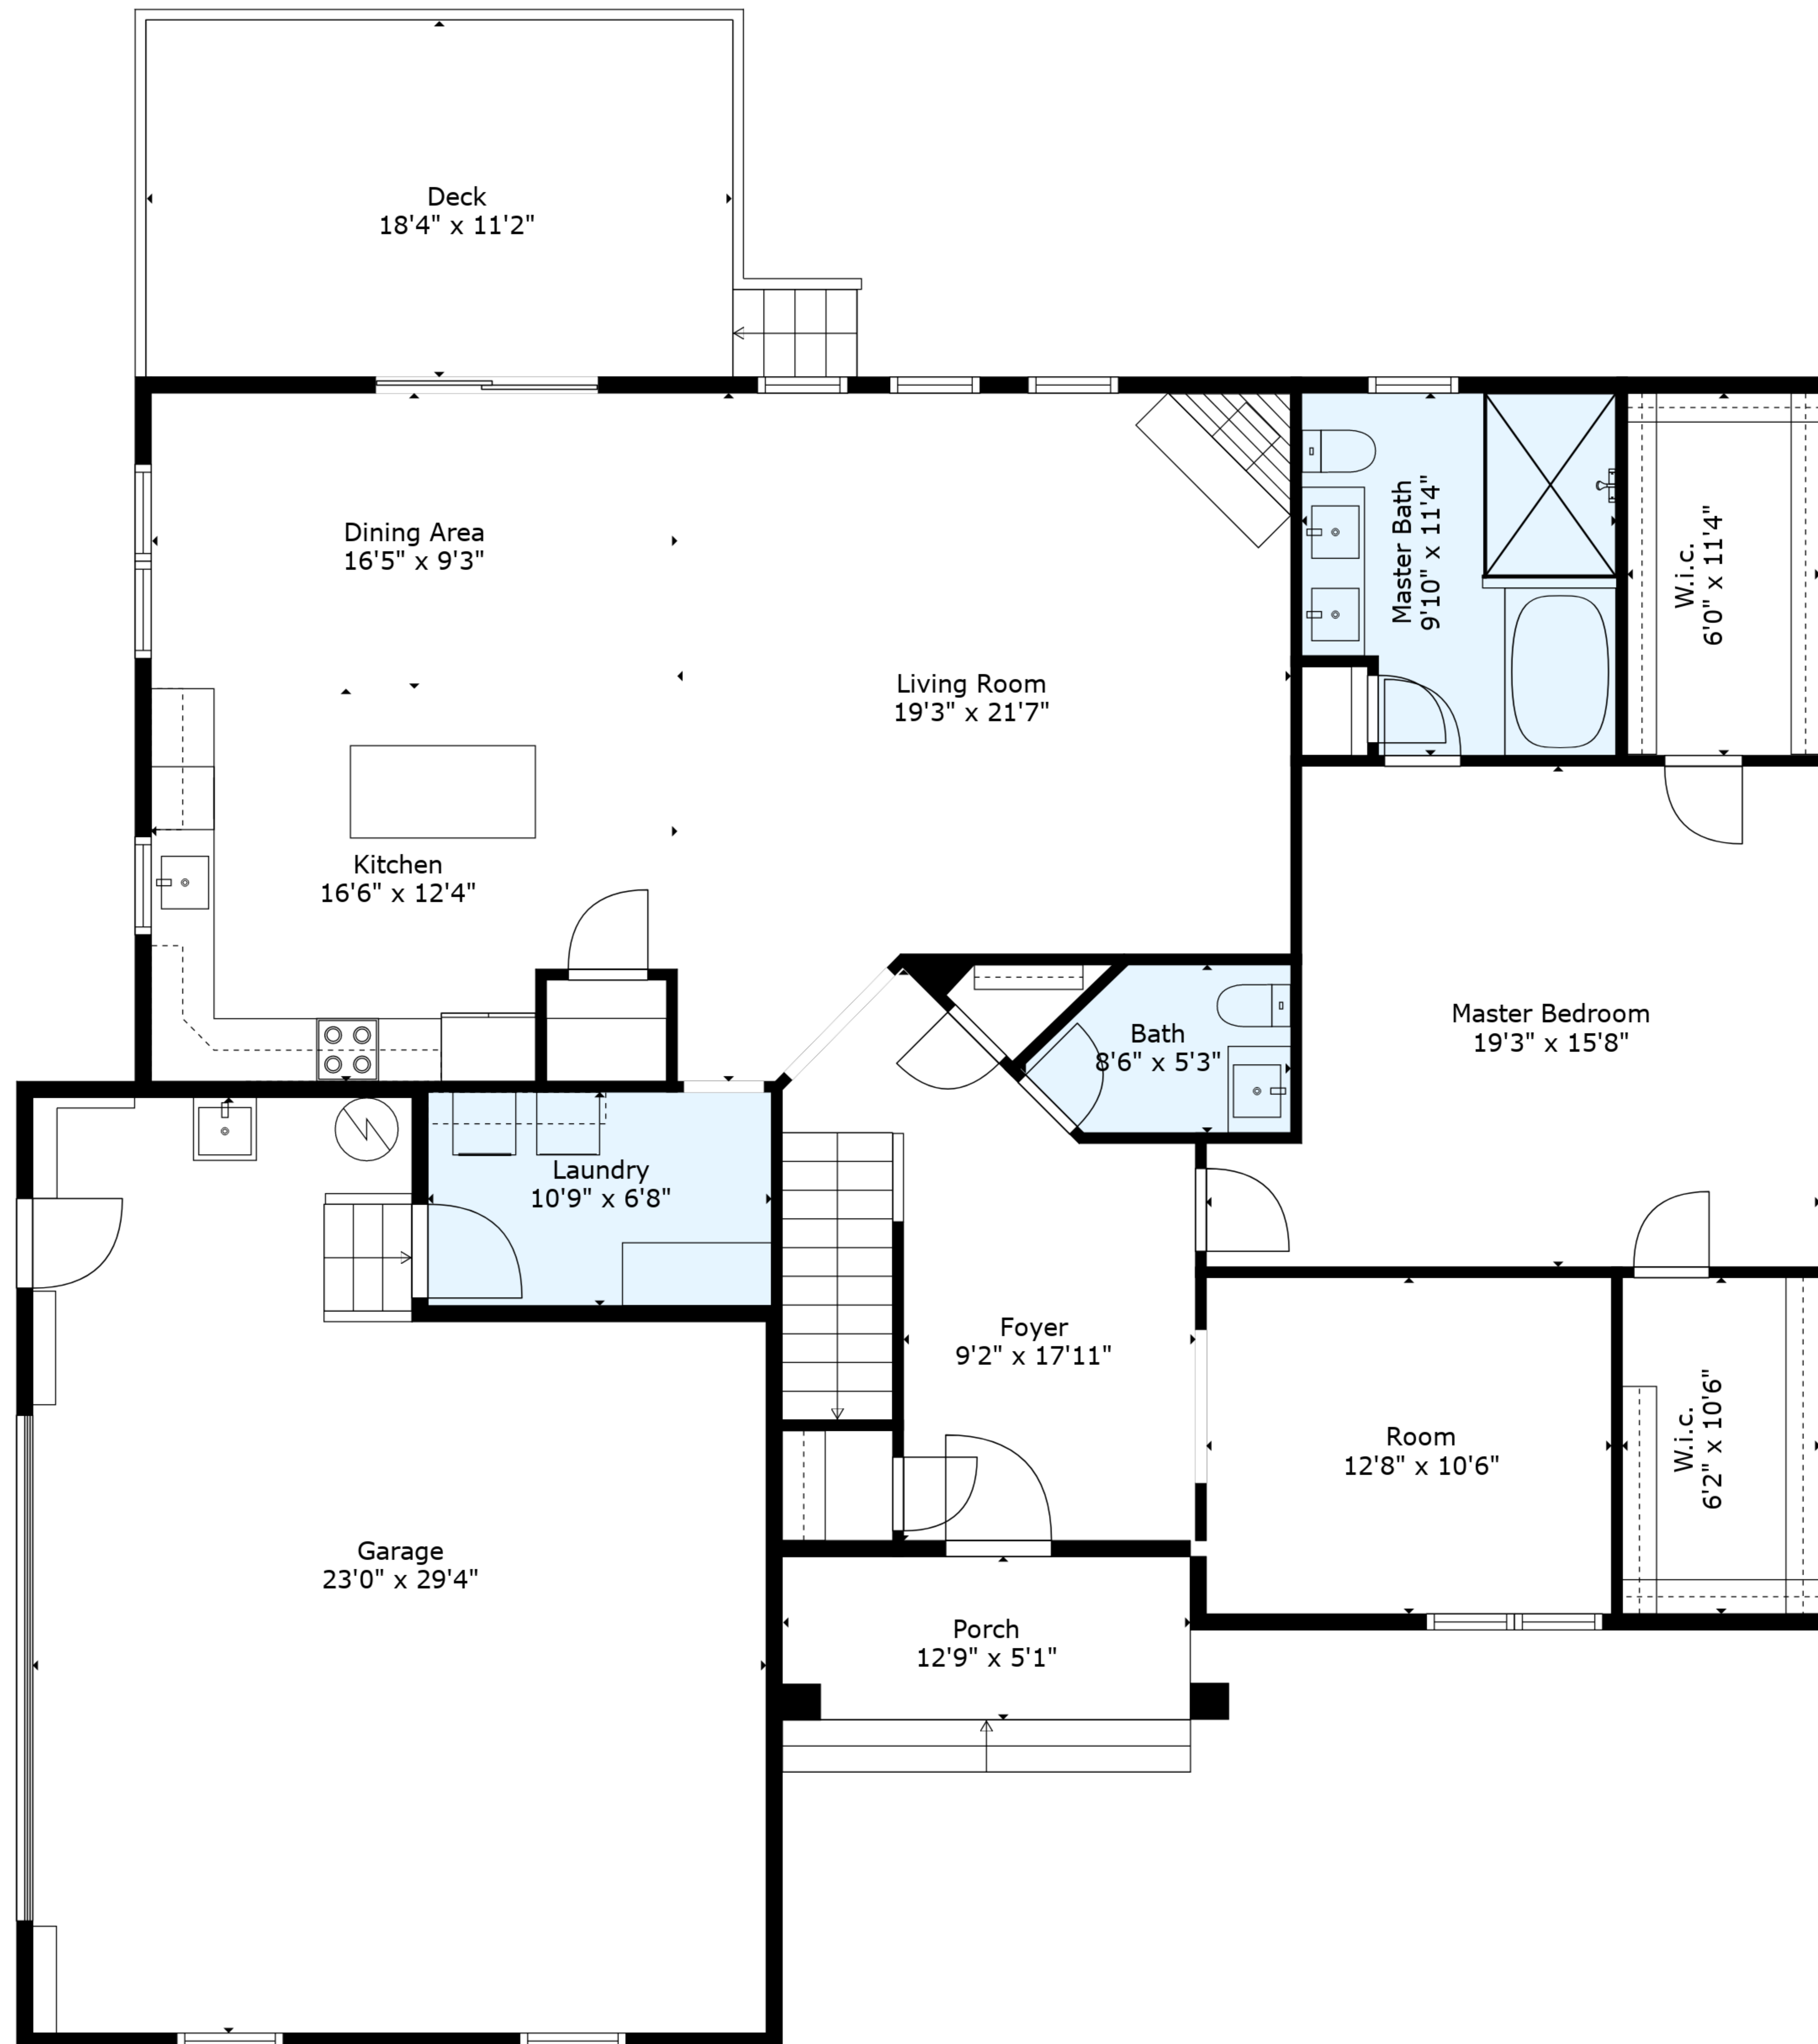 Deck
18'4" x 11'2"
Dining Area
16'5" x 9'3"
Master Bath
9'10" x 11'4"
W.i.c.
6'0" x 11'4"
Living Room
19'3" x 21'7"
Kitchen
16'6" x 12'4"
Master Bedroom
19'3" x 15'8"
Bath
8'6" x 5'3"
Laundry
10'9" x 6'8"
Foyer
9'2" x 17'11"
Room
12'8" x 10'6"
W.i.c.
6'2" x 10'6"
Garage
23'0" x 29'4"
Porch
12'9" x 5'1"